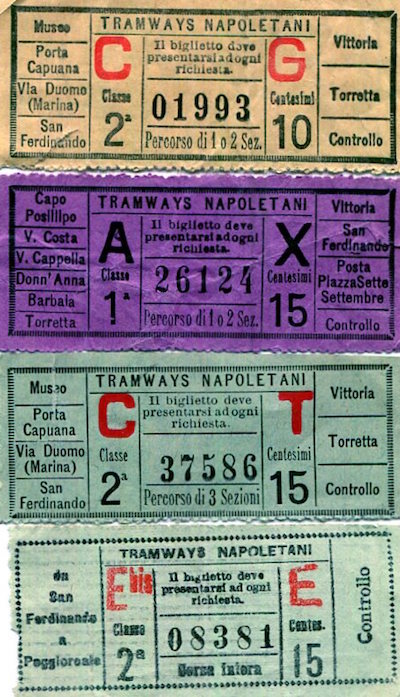 Museo
Porta
Capuana
Via Duomo
(Marina)
San
Ferdinando
TRAMWAYS NAPOLETANI
C
Classe
2ª
Il biglietto deve
presentarsi ad ogni
richiesta.
01993
Percorso di 1 o 2 Sez.
G
Centesimi
10
Vittoria
Torretta
Controllo
Capo
Posillipo
V. Costa
V. Cappella
Donn'Anna
Barbaia
Torretta
TRAMWAYS NAPOLETANI
A
Classe
1ª
Il biglietto deve
presentarsi ad ogni
richiesta.
26124
Percorso di 1 o 2 Sez.
X
Centesimi
15
Vittoria
San
Ferdinando
Posta
Piazza Sette
Settembre
Controllo
Museo
Porta
Capuana
Via Duomo
(Marina)
San
Ferdinando
TRAMWAYS NAPOLETANI
C
Classe
2ª
Il biglietto deve
presentarsi ad ogni
richiesta.
37586
Percorso di 3 Sezioni
T
Centesimi
15
Vittoria
Torretta
Controllo
da
San
Ferdinando
a
Poggioreale
TRAMWAYS NAPOLETANI
E bis
Classe
2ª
Il biglietto deve
presentarsi ad ogni
richiesta.
08381
Corsa intera
E
Centes.
15
Controllo